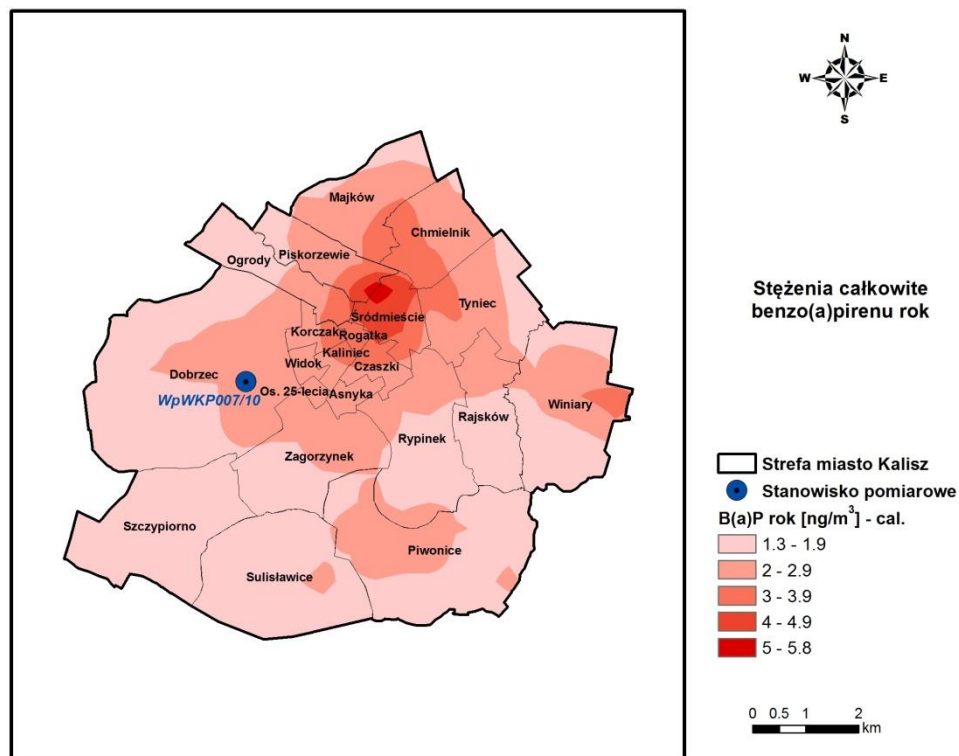 N
W E
S
Majków
Chmielnik
Ogrody
Piskorzewie
Tyniec
Śródmieście
Korczak
Rogatka
Kaliniec
Widok
Czaszki
Dobrzec
Os. 25-lecia
Asnyka
WpWKP007/10
Winiary
Rajsków
Rypinek
Zagorzynek
Szczypiorno
Piwonice
Sulisławice
Stężenia całkowite
benzo(a)pirenu rok
Strefa miasto Kalisz
Stanowisko pomiarowe
B(a)P rok [ng/m³] - cal.
1.3 - 1.9
2 - 2.9
3 - 3.9
4 - 4.9
5 - 5.8
0 0.5 1 2
km